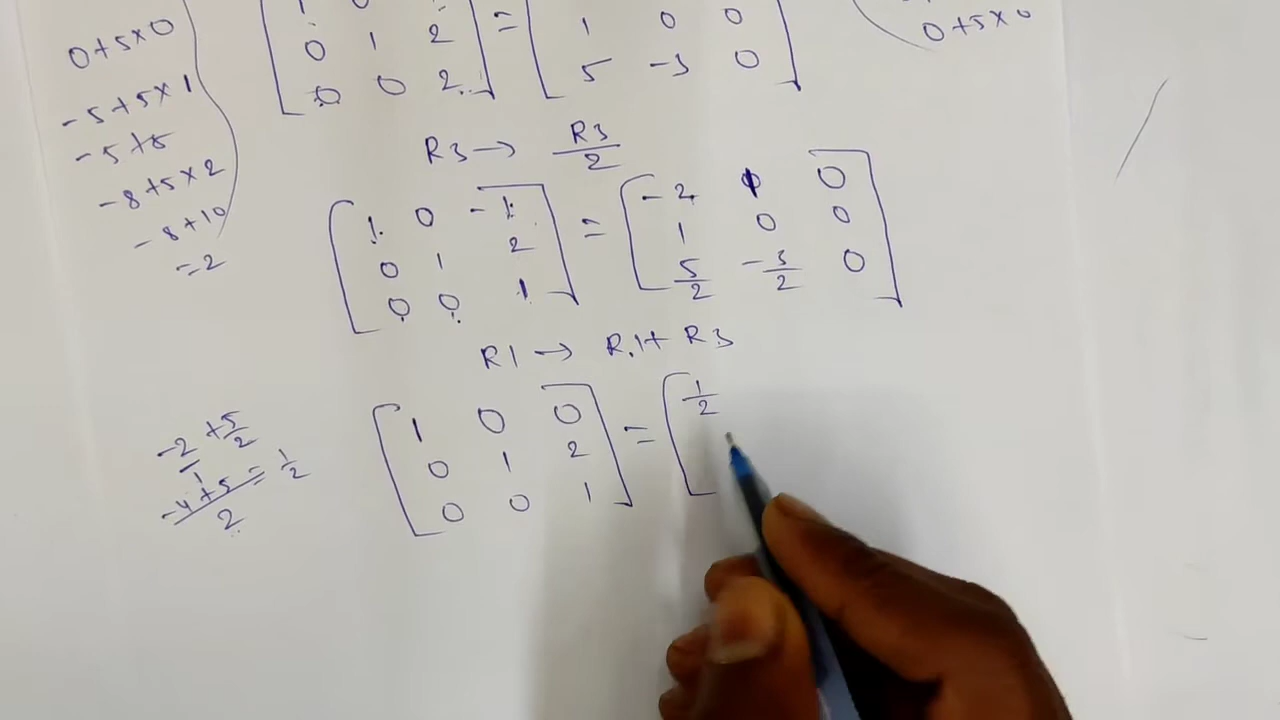 0+5×0
-5+5×1
-5+5
-8+5×2
-8+10
=2
0 1 2 = 1 0 0
0 0 2 5 -3 0
0+5×0
R3 → R3/2
1 0 -1 = -2 1 0
0 1 2 1 0 0
0 0 1 5/2 -3/2 0
R1 → R1+ R3
-2/1 +5/2
-4+5/2 = 1/2
1 0 0 = 1/2
0 1 2
0 0 1